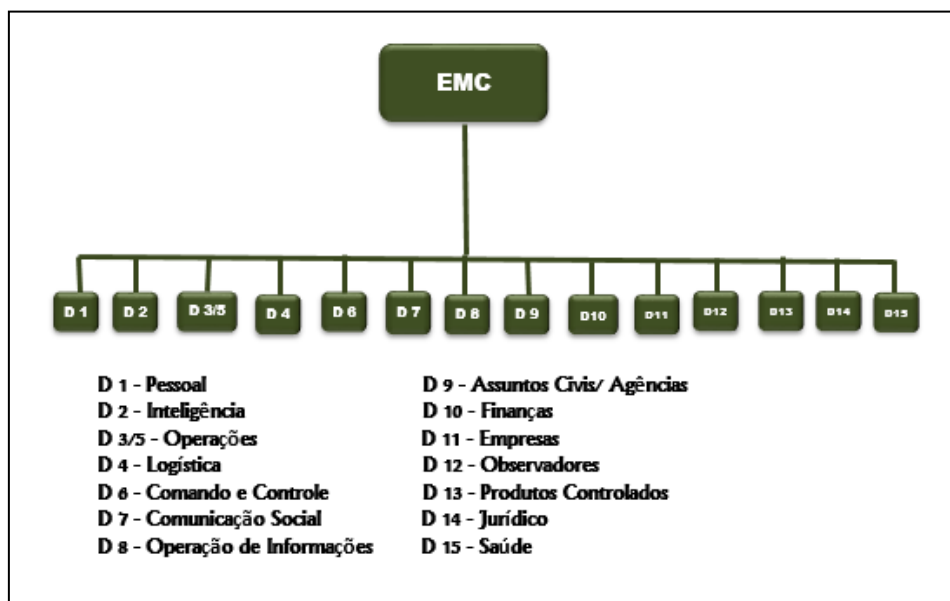 EMC
D 1 D 2 D 3/5 D 4 D 6 D 7 D 8 D 9 D10 D11 D12 D13 D14 D15
D 1 - Pessoal
D 2 - Inteligência
D 3/5 - Operações
D 4 - Logística
D 6 - Comando e Controle
D 7 - Comunicação Social
D 8 - Operação de Informações
D 9 - Assuntos Civis/ Agências
D 10 - Finanças
D 11 - Empresas
D 12 - Observadores
D 13 - Produtos Controlados
D 14 - Jurídico
D 15 - Saúde